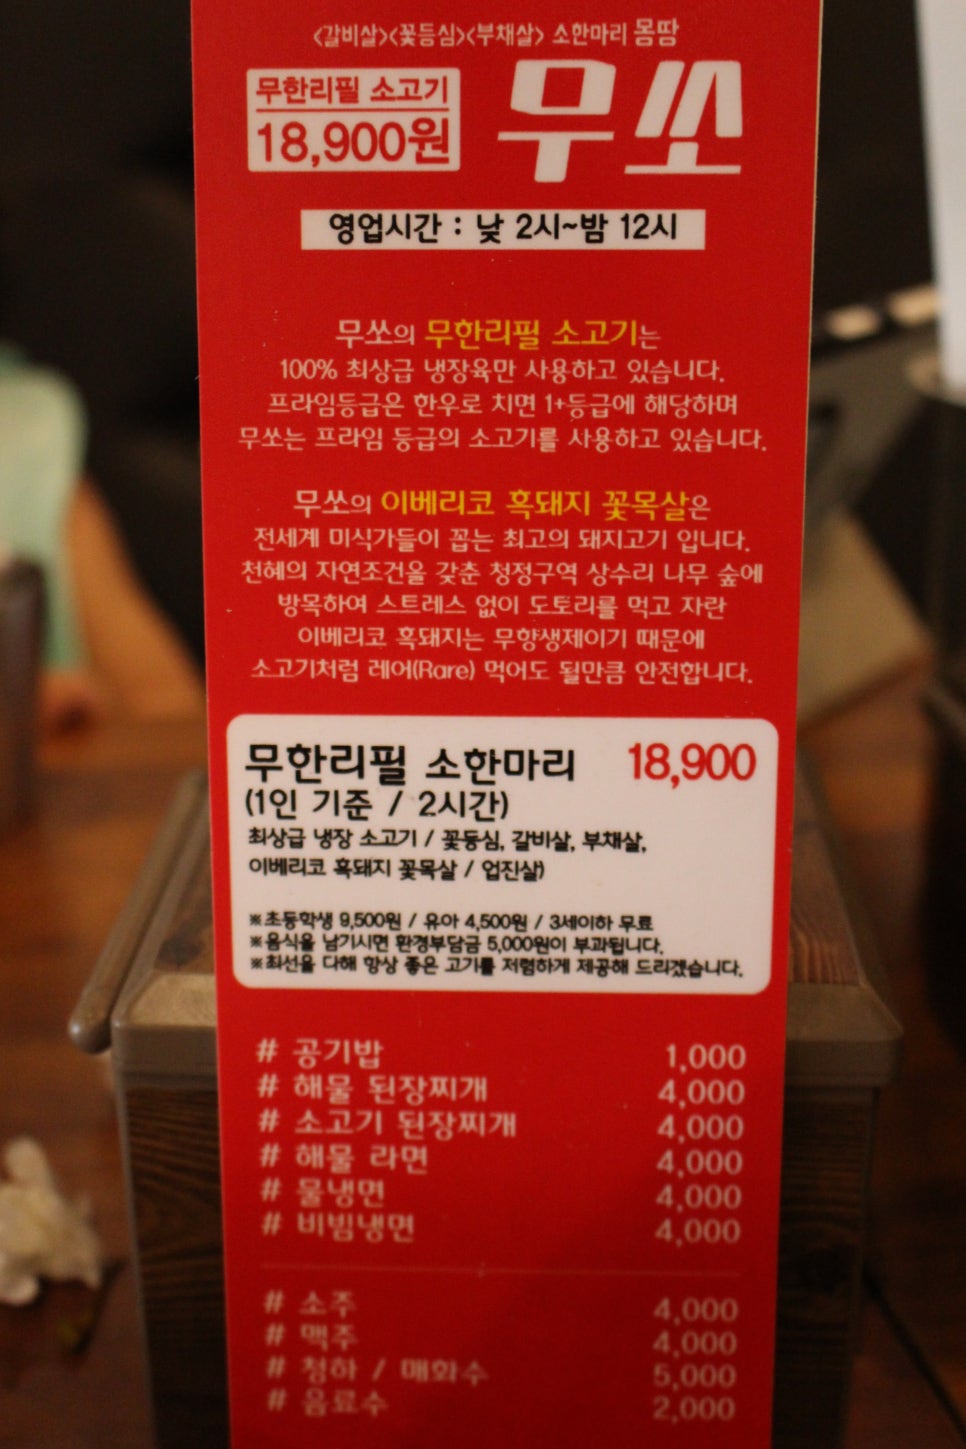 <갈비살><꽃등심><부채살> 소한마리 몽땅
무한리필 소고기
18,900원
무쏘
영업시간 : 낮 2시~밤 12시
무쏘의 무한리필 소고기는
100% 최상급 냉장육만 사용하고 있습니다.
프라임등급은 한우로 치면 1+등급에 해당하며
무쏘는 프라임 등급의 소고기를 사용하고 있습니다.
무쏘의 이베리코 흑돼지 꽃목살은
전세계 미식가들이 꼽는 최고의 돼지고기 입니다.
천혜의 자연조건을 갖춘 청정구역 상수리 나무 숲에
방목하여 스트레스 없이 도토리를 먹고 자란
이베리코 흑돼지는 무항생제이기 때문에
소고기처럼 레어(Rare) 먹어도 될만큼 안전합니다.
무한리필 소한마리 18,900
(1인 기준 / 2시간)
최상급 냉장 소고기 / 꽃등심, 갈비살, 부채살,
이베리코 흑돼지 꽃목살 / 업진살)
※초등학생 9,500원 / 유아 4,500원 / 3세이하 무료
※음식을 남기시면 환경부담금 5,000원이 부과됩니다.
※최선을 다해 항상 좋은 고기를 저렴하게 제공해 드리겠습니다.
# 공기밥 1,000
# 해물 된장찌개 4,000
# 소고기 된장찌개 4,000
# 해물 라면 4,000
# 물냉면 4,000
# 비빔냉면 4,000
# 소주 4,000
# 맥주 4,000
# 청하 / 매화수 5,000
# 음료수 2,000